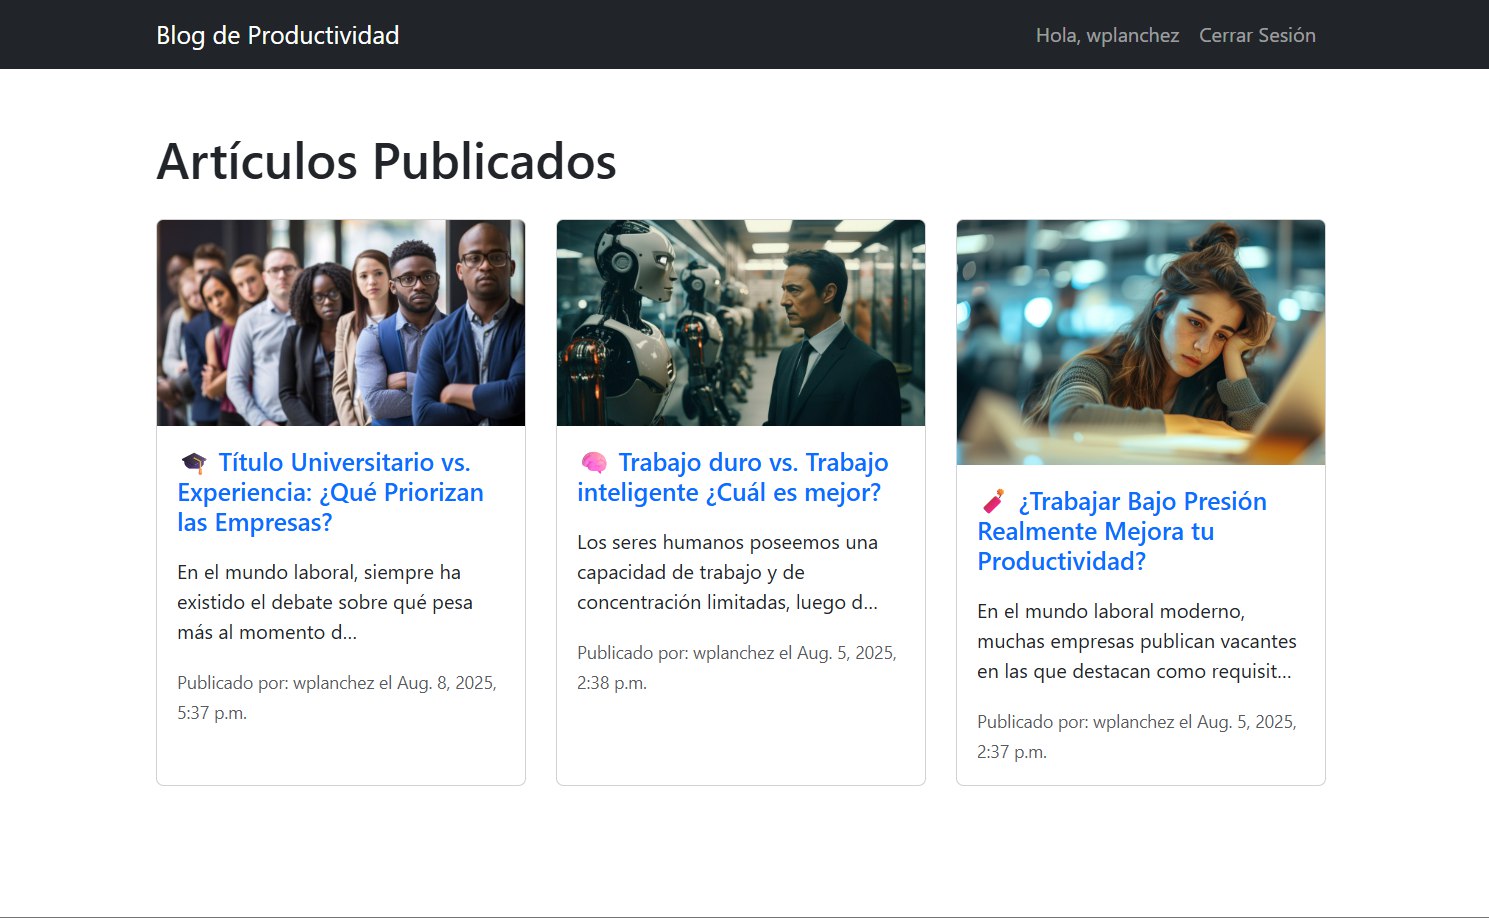 Blog de Productividad
Hola, wplanchez Cerrar Sesión
Artículos Publicados
🎓 Título Universitario vs.
Experiencia: ¿Qué Priorizan
las Empresas?
En el mundo laboral, siempre ha
existido el debate sobre qué pesa
más al momento d...
Publicado por: wplanchez el Aug. 8, 2025,
5:37 p.m.
🧠 Trabajo duro vs. Trabajo
inteligente ¿Cuál es mejor?
Los seres humanos poseemos una
capacidad de trabajo y de
concentración limitadas, luego d...
Publicado por: wplanchez el Aug. 5, 2025,
2:38 p.m.
🧨 ¿Trabajar Bajo Presión
Realmente Mejora tu
Productividad?
En el mundo laboral moderno,
muchas empresas publican vacantes
en las que destacan como requisit...
Publicado por: wplanchez el Aug. 5, 2025,
2:37 p.m.